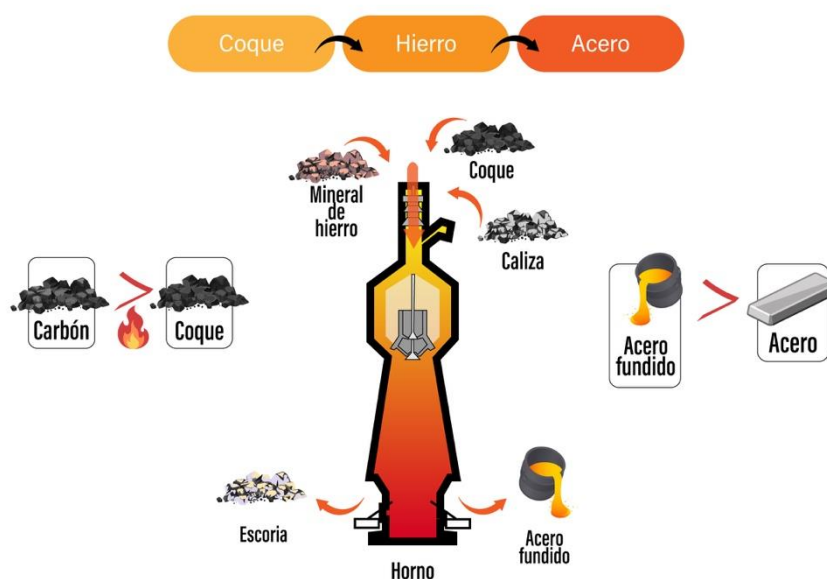 Coque
Hierro
Acero
Mineral
de
hierro
Coque
Caliza
Carbón
Coque
Acero
fundido
Acero
Escoria
Horno
Acero
fundido